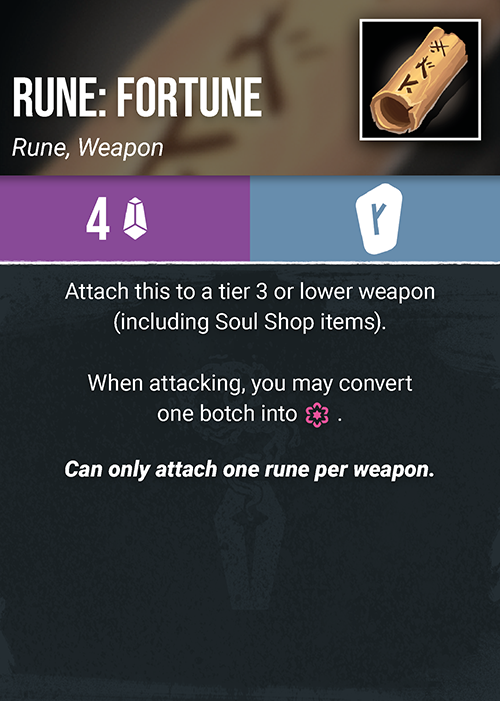 RUNE: FORTUNE
Rune, Weapon
4
Attach this to a tier 3 or lower weapon
(including Soul Shop items).
When attacking, you may convert
one botch into .
Can only attach one rune per weapon.